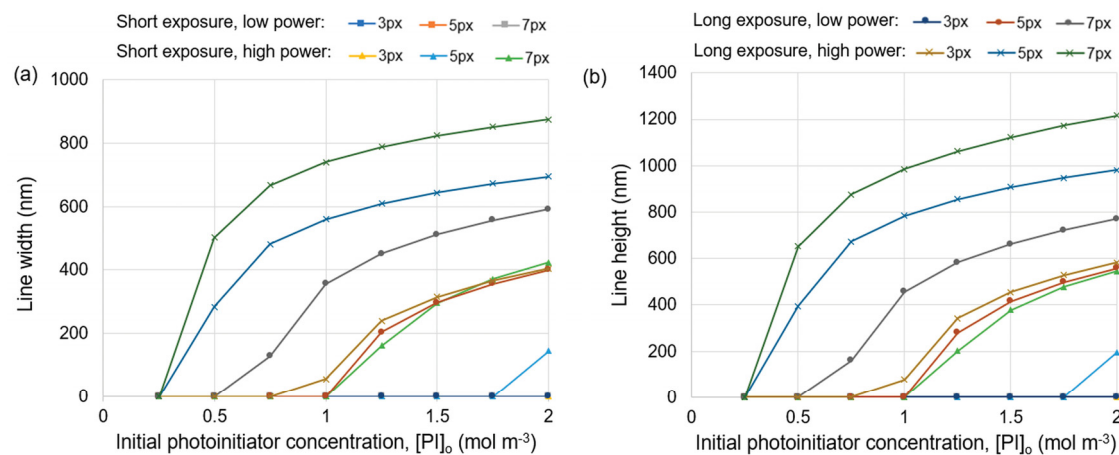 Short exposure, low power: 3px 5px 7px
Short exposure, high power: 3px 5px 7px
Long exposure, low power: 3px 5px 7px
Long exposure, high power: 3px 5px 7px
(a)
1000
800
600
400
200
0
Line width (nm)
0 0.5 1 1.5 2
Initial photoinitiator concentration, [PI]₀ (mol m⁻³)
(b)
1400
1200
1000
800
600
400
200
0
Line height (nm)
0 0.5 1 1.5 2
Initial photoinitiator concentration, [PI]₀ (mol m⁻³)